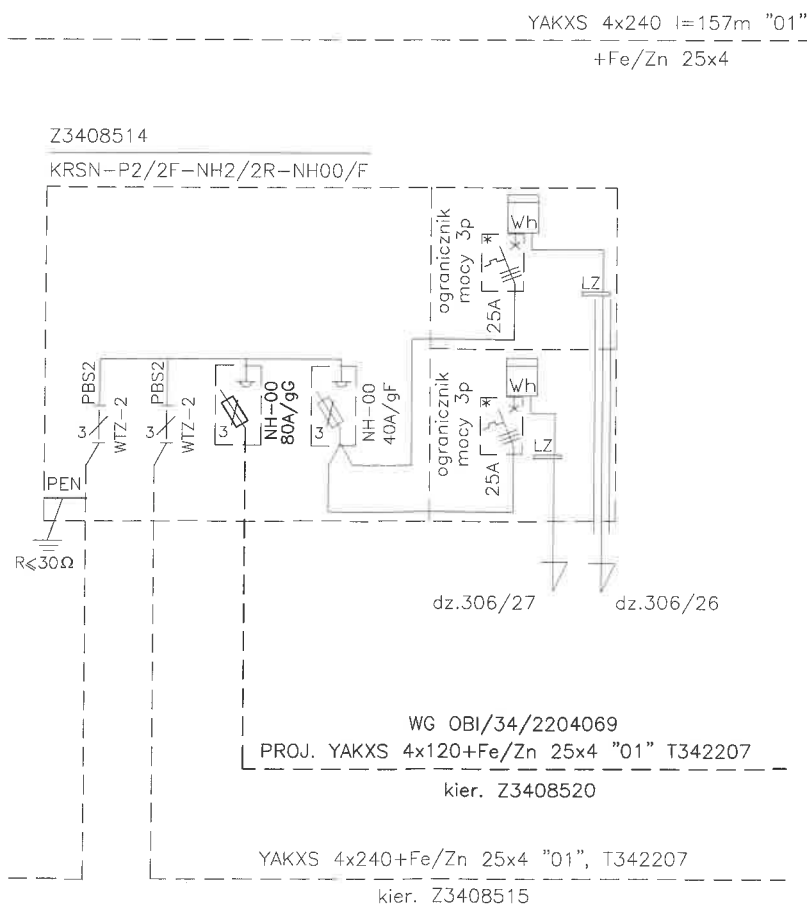 YAKXS 4x240 l=157m "01"
+Fe/Zn 25x4
Z3408514
KRSN-P2/2F-NH2/2R-NH00/F
ogranicznik
mocy 3p
25A
*
Wh
LZ
ogranicznik
mocy 3p
25A
*
Wh
LZ
PBS2
3
WTZ-2
PBS2
3
WTZ-2
3
NH-00
80A/gG
3
NH-00
40A/gF
PEN
R⩽30Ω
dz.306/27
dz.306/26
WG OBI/34/2204069
PROJ. YAKXS 4x120+Fe/Zn 25x4 "01" T342207
kier. Z3408520
YAKXS 4x240+Fe/Zn 25x4 "01", T342207
kier. Z3408515